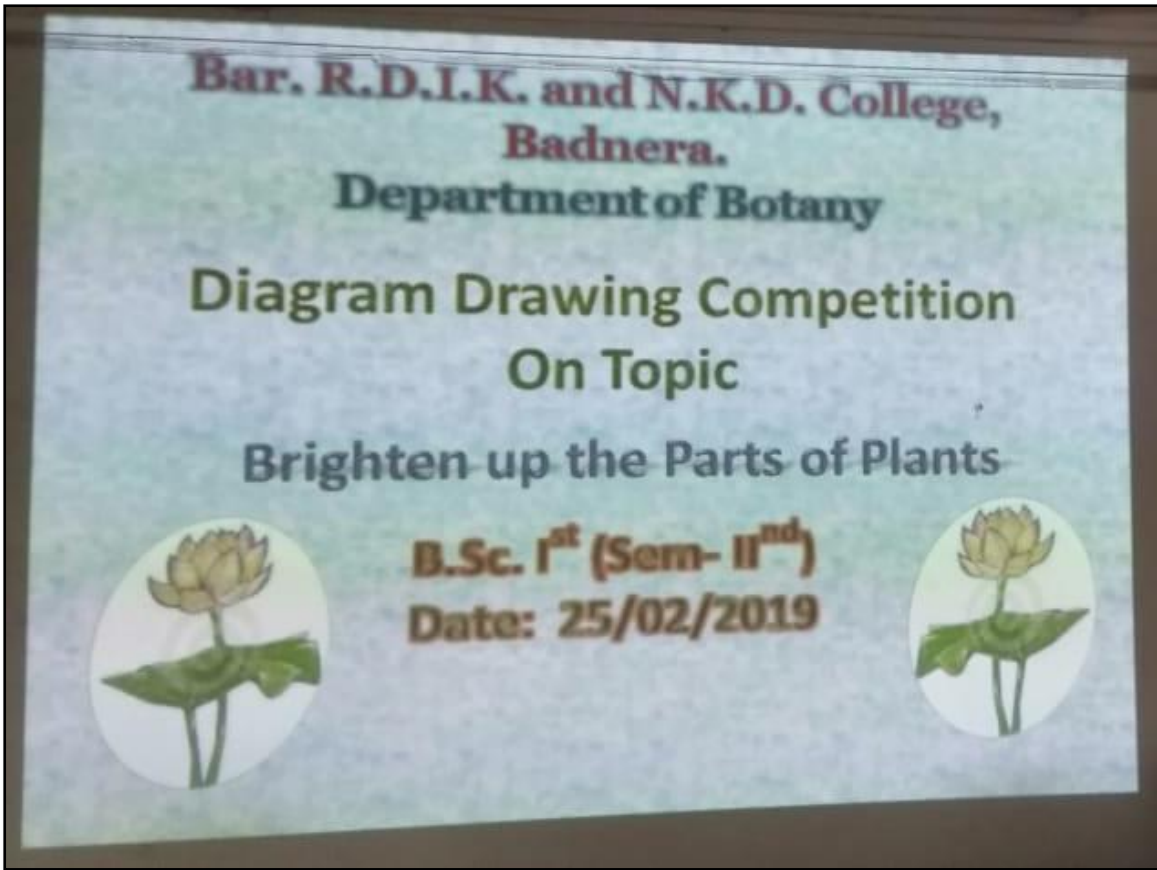 Bar. R.D.I.K. and N.K.D. College,
Badnera.
Department of Botany
Diagram Drawing Competition
On Topic
Brighten up the Parts of Plants
B.Sc. Iˢᵗ (Sem- IIⁿᵈ)
Date: 25/02/2019